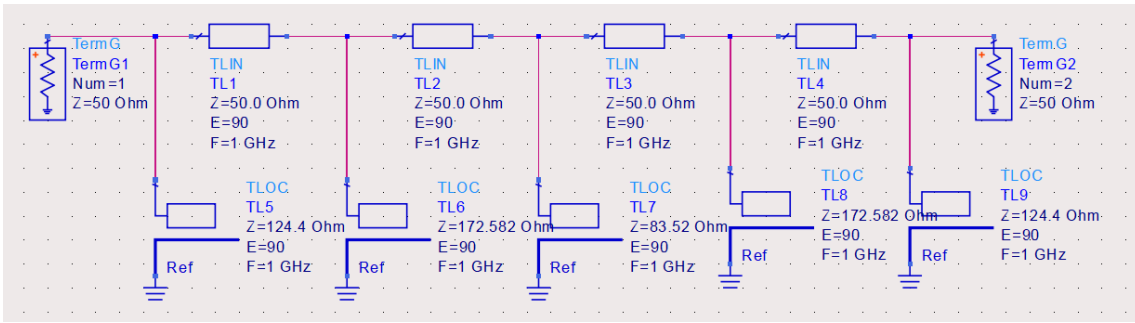 Term G
TermG1
Num=1
Z=50 Ohm
TLIN
TL1
Z=50.0 Ohm
E=90
F=1 GHz
TLIN
TL2
Z=50.0 Ohm
E=90
F=1 GHz
TLIN
TL3
Z=50.0 Ohm
E=90
F=1 GHz
TLIN
TL4
Z=50.0 Ohm
E=90
F=1 GHz
Term G
TermG2
Num=2
Z=50 Ohm
TLOC
TL5
Z=124.4 Ohm
E=90
F=1 GHz
Ref
TLOC
TL6
Z=172.582 Ohm
E=90
F=1 GHz
Ref
TLOC
TL7
Z=83.52 Ohm
E=90
F=1 GHz
Ref
TLOC
TL8
Z=172.582 Ohm
E=90
F=1 GHz
Ref
TLOC
TL9
Z=124.4 Ohm
E=90
F=1 GHz
Ref